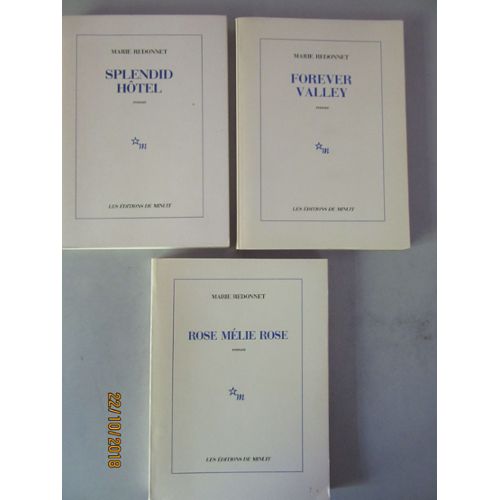 MARIE REDONNET
SPLENDID
HÔTEL
roman
m
LES ÉDITIONS DE MINUIT
MARIE REDONNET
FOREVER
VALLEY
roman
m
LES ÉDITIONS DE MINUIT
MARIE REDONNET
ROSE MÉLIE ROSE
roman
m
LES ÉDITIONS DE MINUIT
22/10/2018